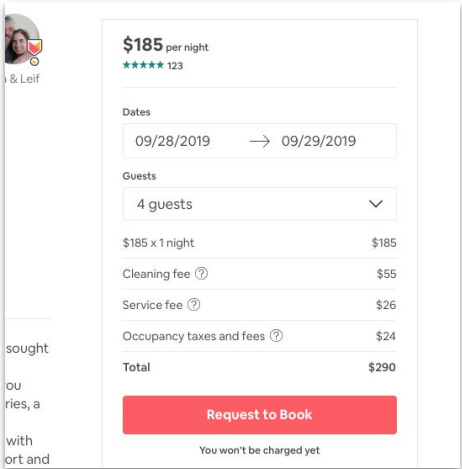 $185 per night
123
& Leif
Dates
09/28/2019 → 09/29/2019
Guests
4 guests
$185 x 1 night $185
Cleaning fee ? $55
Service fee ? $26
Occupancy taxes and fees ? $24
Total $290
Request to Book
You won't be charged yet
sought
ries, a
with
ort and